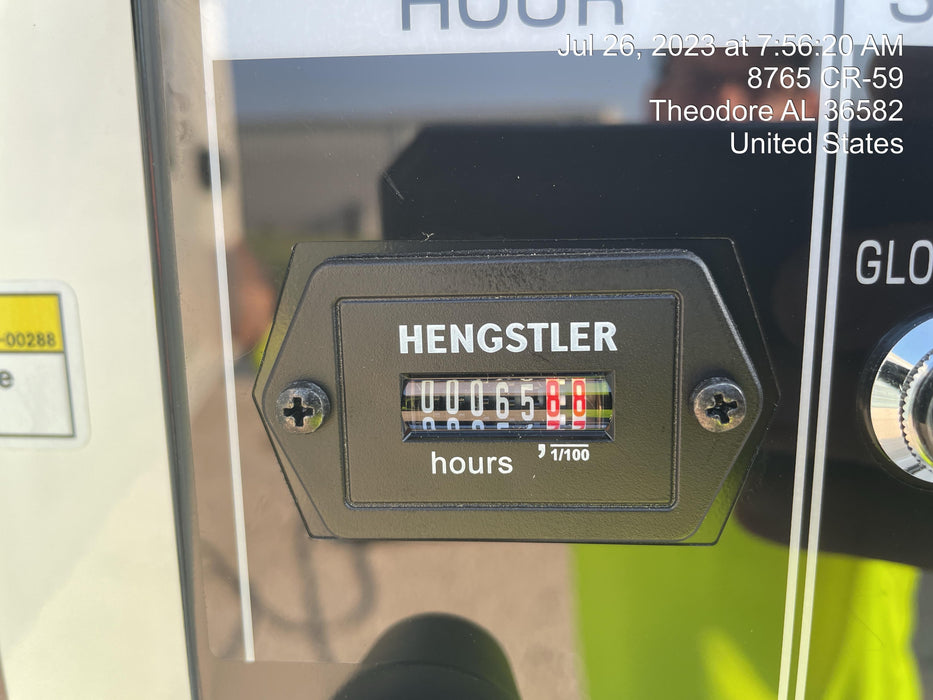 HOUR
Jul 26, 2023 at 7:56:20 AM
8765 CR-59
Theodore AL 36582
United States
GLO
-00288
e
HENGSTLER
0006588
hours
, 1/100